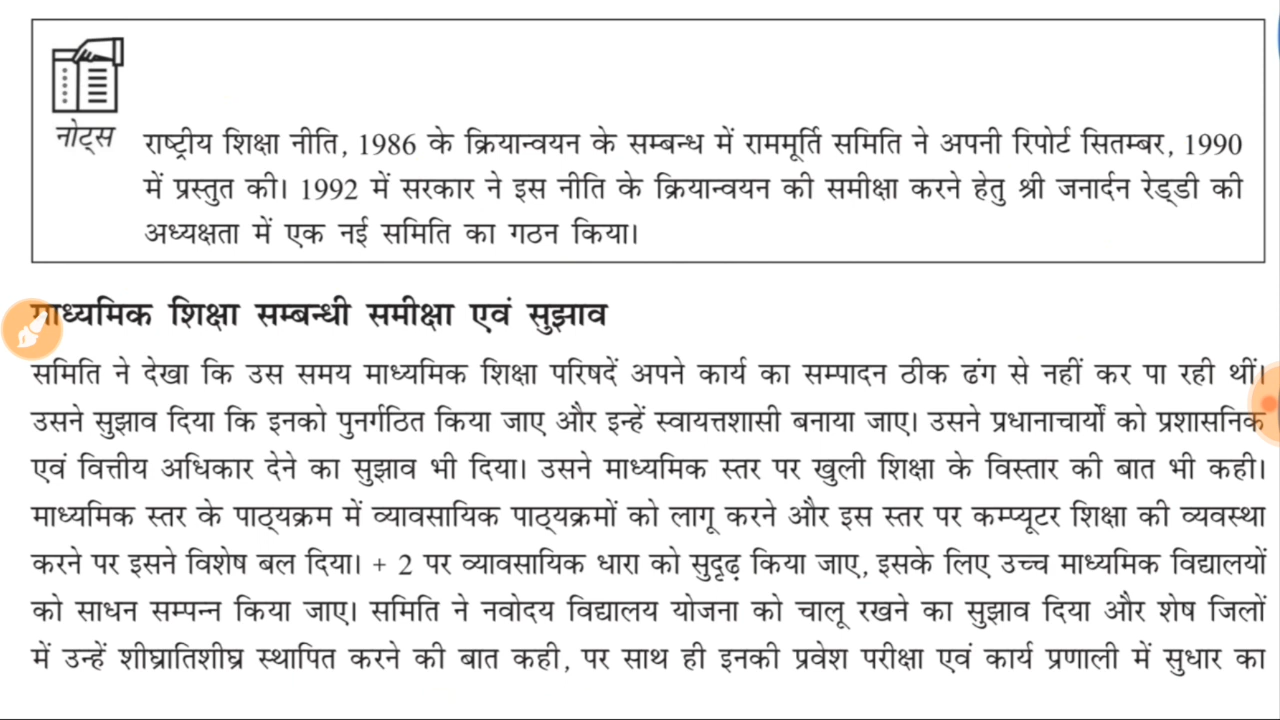 नोट्स
राष्ट्रीय शिक्षा नीति, 1986 के क्रियान्वयन के सम्बन्ध में राममूर्ति समिति ने अपनी रिपोर्ट सितम्बर, 1990
में प्रस्तुत की। 1992 में सरकार ने इस नीति के क्रियान्वयन की समीक्षा करने हेतु श्री जनार्दन रेड्डी की
अध्यक्षता में एक नई समिति का गठन किया।
माध्यमिक शिक्षा सम्बन्धी समीक्षा एवं सुझाव
समिति ने देखा कि उस समय माध्यमिक शिक्षा परिषदें अपने कार्य का सम्पादन ठीक ढंग से नहीं कर पा रही थीं।
उसने सुझाव दिया कि इनको पुनर्गठित किया जाए और इन्हें स्वायत्तशासी बनाया जाए। उसने प्रधानाचार्यों को प्रशासनिक
एवं वित्तीय अधिकार देने का सुझाव भी दिया। उसने माध्यमिक स्तर पर खुली शिक्षा के विस्तार की बात भी कही।
माध्यमिक स्तर के पाठ्यक्रम में व्यावसायिक पाठ्यक्रमों को लागू करने और इस स्तर पर कम्प्यूटर शिक्षा की व्यवस्था
करने पर इसने विशेष बल दिया। + 2 पर व्यावसायिक धारा को सुदृढ़ किया जाए, इसके लिए उच्च माध्यमिक विद्यालयों
को साधन सम्पन्न किया जाए। समिति ने नवोदय विद्यालय योजना को चालू रखने का सुझाव दिया और शेष जिलों
में उन्हें शीघ्रातिशीघ्र स्थापित करने की बात कही, पर साथ ही इनकी प्रवेश परीक्षा एवं कार्य प्रणाली में सुधार का